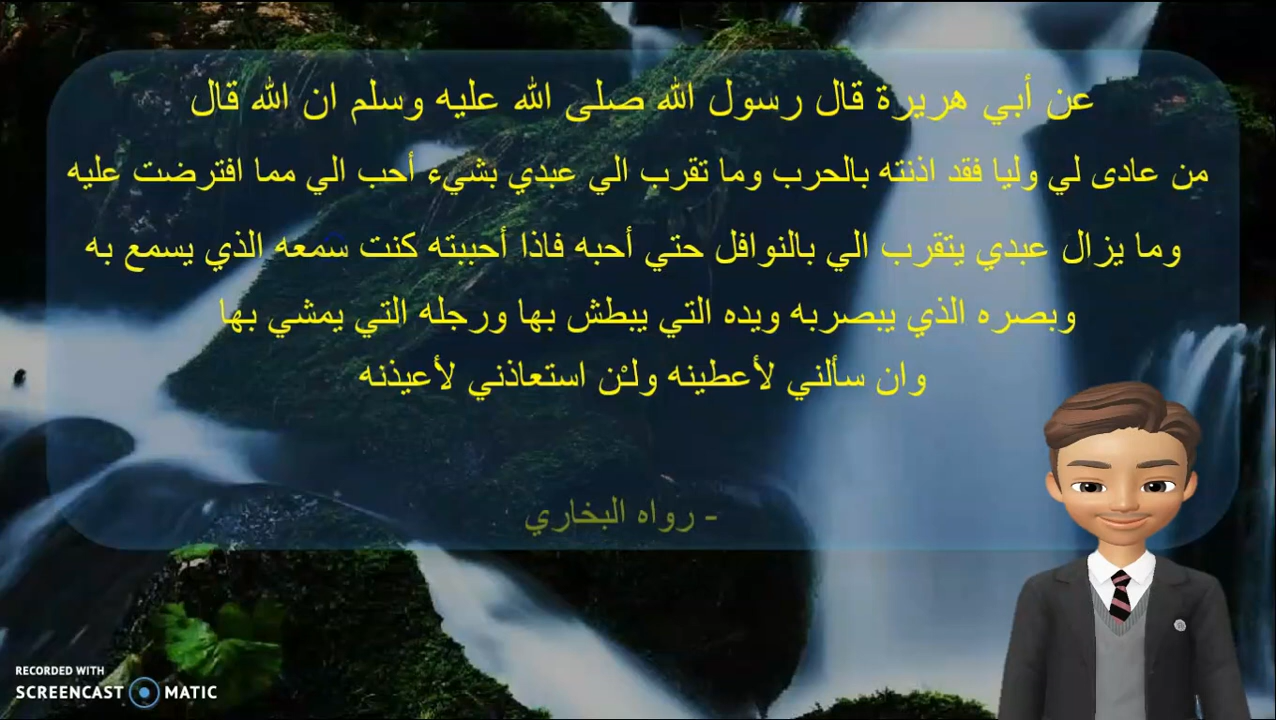 عن أبي هريرة قال رسول الله صلى الله عليه وسلم ان الله قال
من عادى لي وليا فقد اذنته بالحرب وما تقرب الي عبدي بشيء أحب الي مما افترضت عليه
وما يزال عبدي يتقرب الي بالنوافل حتي أحبه فاذا أحببته كنت سمعه الذي يسمع به
وبصره الذي يبصربه ويده التي يبطش بها ورجله التي يمشي بها
وان سألني لأعطينه ولئن استعاذني لأعيذنه
- رواه البخاري
RECORDED WITH
SCREENCAST MATIC